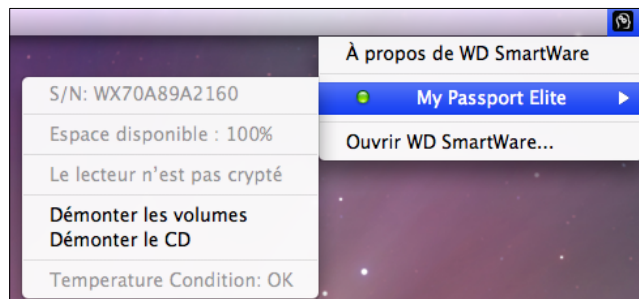 À propos de WD SmartWare
My Passport Elite
Ouvrir WD SmartWare...
S/N: WX70A89A2160
Espace disponible : 100%
Le lecteur n’est pas crypté
Démonter les volumes
Démonter le CD
Temperature Condition: OK